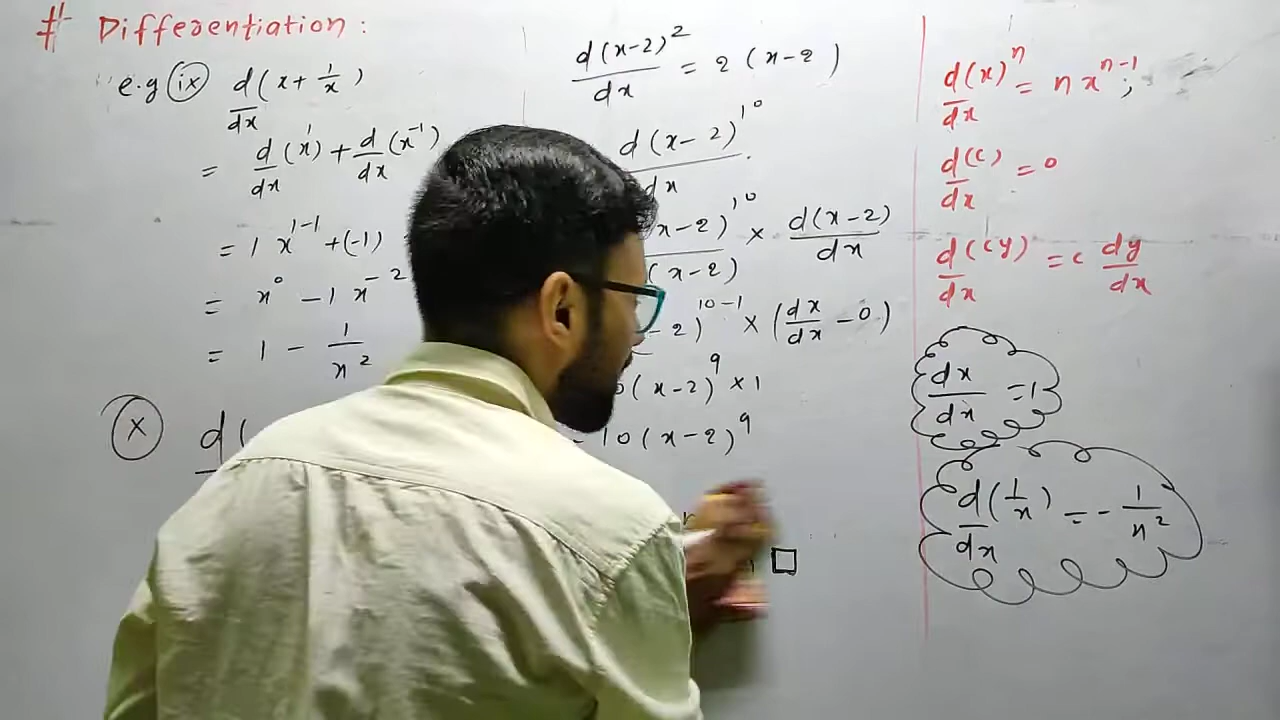 # Differentiation :
e.g (ix) d/dx (x + 1/x)
= d/dx (x¹) + d/dx (x⁻¹)
= 1 x¹⁻¹ + (-1)
= x⁰ - 1 x⁻²
= 1 - 1/x²
(x) d(
d(x-2)²/dx = 2 (x-2)
d(x-2)¹⁰/dx
(x-2)¹⁰/(x-2) × d(x-2)/dx
-2)¹⁰⁻¹ × (dx/dx - 0)
(x-2)⁹ × 1
= 10(x-2)⁹
d/dx (x)ⁿ = n xⁿ⁻¹ ;
d/dx (c) = 0
d/dx (cy) = c dy/dx
dx/dx = 1
d/dx (1/x) = - 1/x²